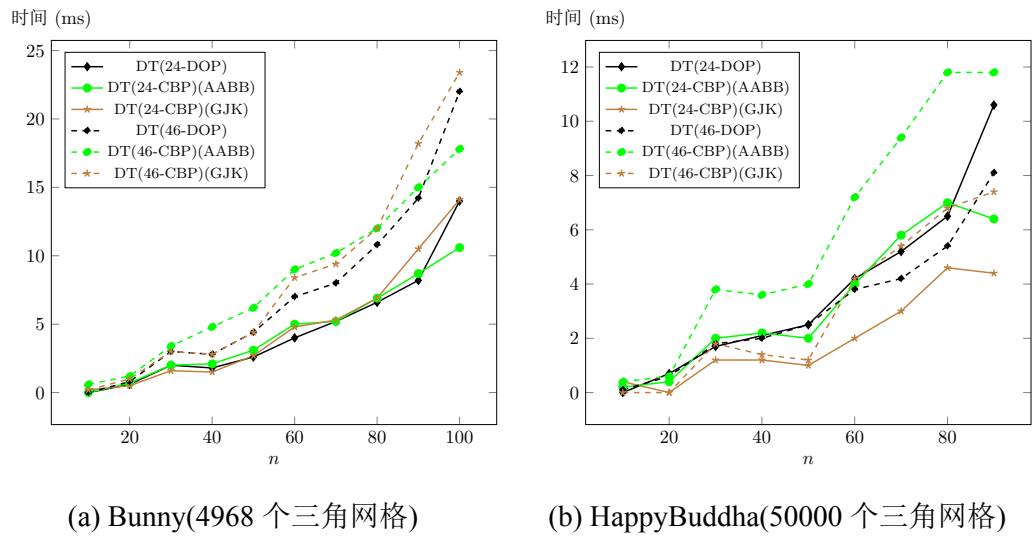 时间 (ms)
25
20
15
10
5
0
DT(24-DOP)
DT(24-CBP)(AABB)
DT(24-CBP)(GJK)
DT(46-DOP)
DT(46-CBP)(AABB)
DT(46-CBP)(GJK)
20 40 60 80 100
n
(a) Bunny(4968 个三角网格)
时间 (ms)
12
10
8
6
4
2
0
DT(24-DOP)
DT(24-CBP)(AABB)
DT(24-CBP)(GJK)
DT(46-DOP)
DT(46-CBP)(AABB)
DT(46-CBP)(GJK)
20 40 60 80
n
(b) HappyBuddha(50000 个三角网格)